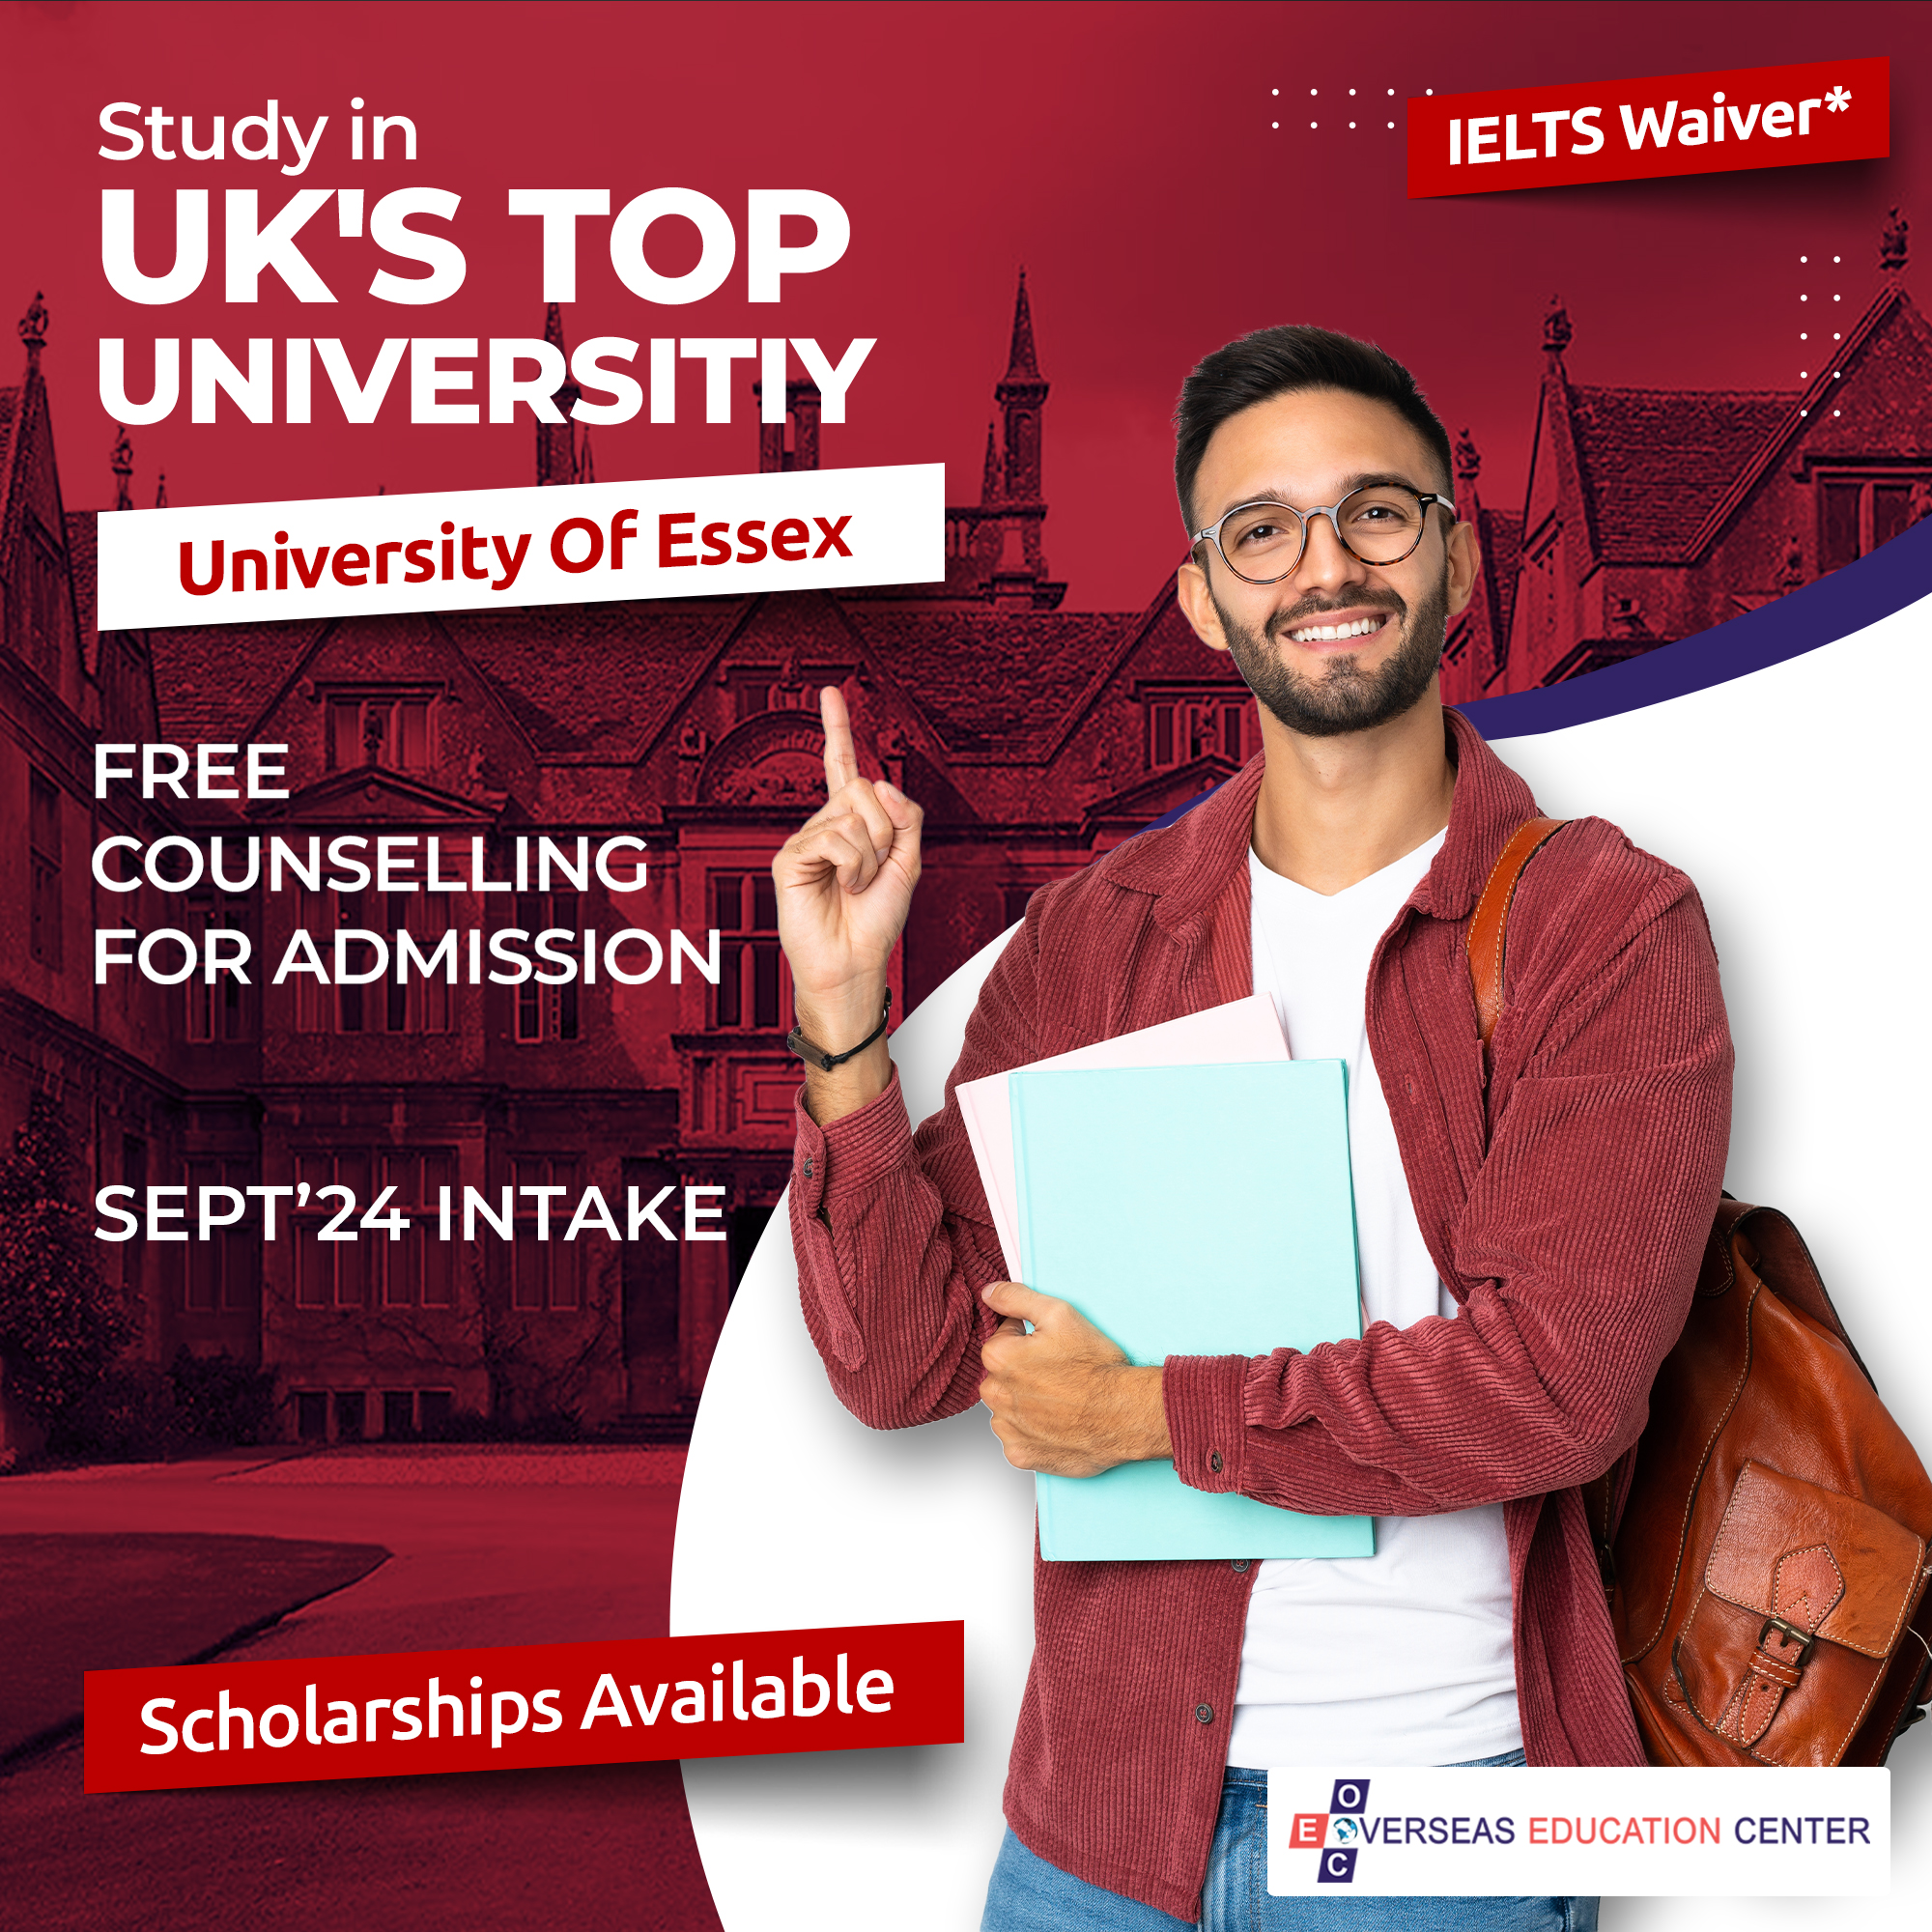 Study in
UK'S TOP
UNIVERSITIY
University Of Essex
IELTS Waiver*
FREE
COUNSELLING
FOR ADMISSION
SEPT’24 INTAKE
Scholarships Available
O
E
C
OVERSEAS EDUCATION CENTER